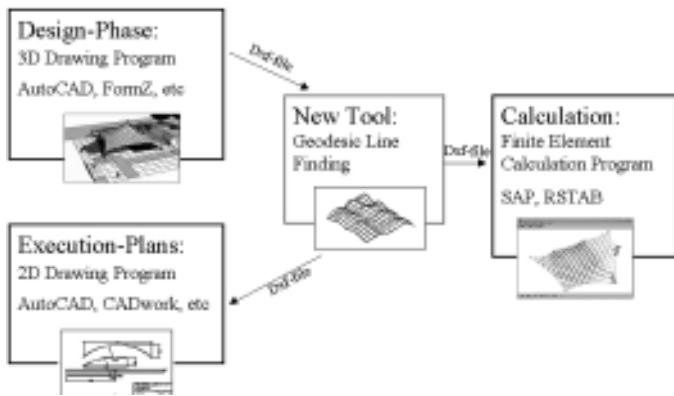 Design-Phase:
3D Drawing Program
AutoCAD, FormZ, etc
Dxf-file
New Tool:
Geodesic Line
Finding
Dxf-file
Calculation:
Finite Element
Calculation Program
SAP, RSTAB
Dxf-file
Execution-Plans:
2D Drawing Program
AutoCAD, CADwork, etc